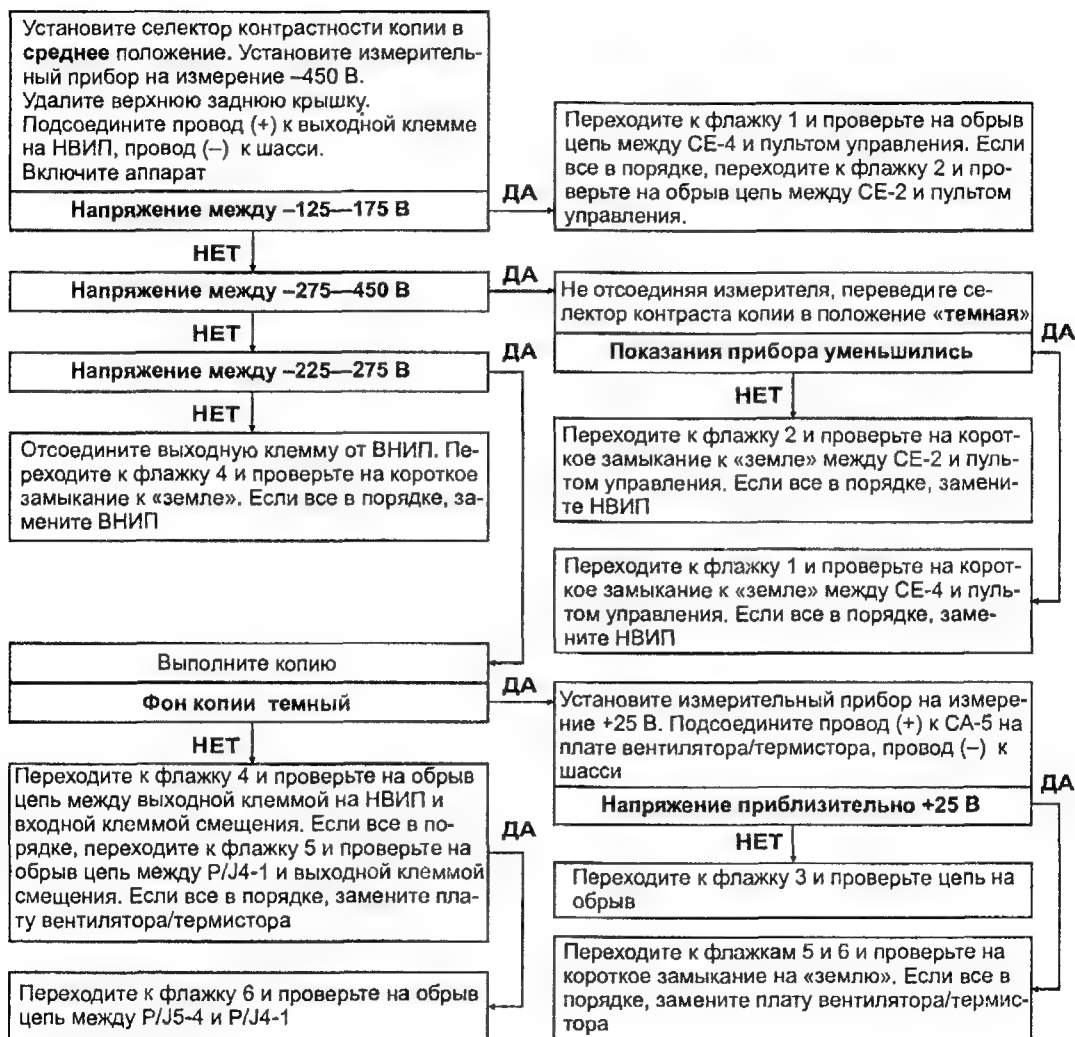 Установите селектор контрастности копии в
среднее положение. Установите измеритель-
ный прибор на измерение –450 В.
Удалите верхнюю заднюю крышку.
Подсоедините провод (+) к выходной клемме
на НВИП, провод (–) к шасси.
Включите аппарат
Напряжение между –125—175 В
ДА
Переходите к флажку 1 и проверьте на обрыв
цепь между СЕ-4 и пультом управления. Если
все в порядке, переходите к флажку 2 и про-
верьте на обрыв цепь между СЕ-2 и пультом
управления.
НЕТ
Напряжение между –275—450 В
ДА
Не отсоединяя измерителя, переведите се-
лектор контраста копии в положение «темная»
Показания прибора уменьшились
ДА
НЕТ
Напряжение между –225—275 В
ДА
НЕТ
Переходите к флажку 2 и проверьте на корот-
кое замыкание к «земле» между СЕ-2 и пуль-
том управления. Если все в порядке, замени-
те НВИП
НЕТ
Отсоедините выходную клемму от ВНИП. Пе-
реходите к флажку 4 и проверьте на короткое
замыкание к «земле». Если все в порядке, за-
мените ВНИП
Переходите к флажку 1 и проверьте на корот-
кое замыкание к «земле» между СЕ-4 и пуль-
том управления. Если все в порядке, заме-
ните НВИП
Выполните копию
Фон копии темный
ДА
Установите измерительный прибор на измере-
ние +25 В. Подсоедините провод (+) к СА-5 на
плате вентилятора/термистора, провод (–) к
шасси
Напряжение приблизительно +25 В
ДА
НЕТ
Переходите к флажку 4 и проверьте на обрыв
цепь между выходной клеммой на НВИП и
входной клеммой смещения. Если все в по-
рядке, переходите к флажку 5 и проверьте на
обрыв цепь между P/J4-1 и выходной клеммой
смещения. Если все в порядке, замените пла-
ту вентилятора/термистора
ДА
НЕТ
Переходите к флажку 3 и проверьте цепь на
обрыв
Переходите к флажку 6 и проверьте на обрыв
цепь между P/J5-4 и P/J4-1
Переходите к флажкам 5 и 6 и проверьте на
короткое замыкание на «землю». Если все в
порядке, замените плату вентилятора/термис-
тора